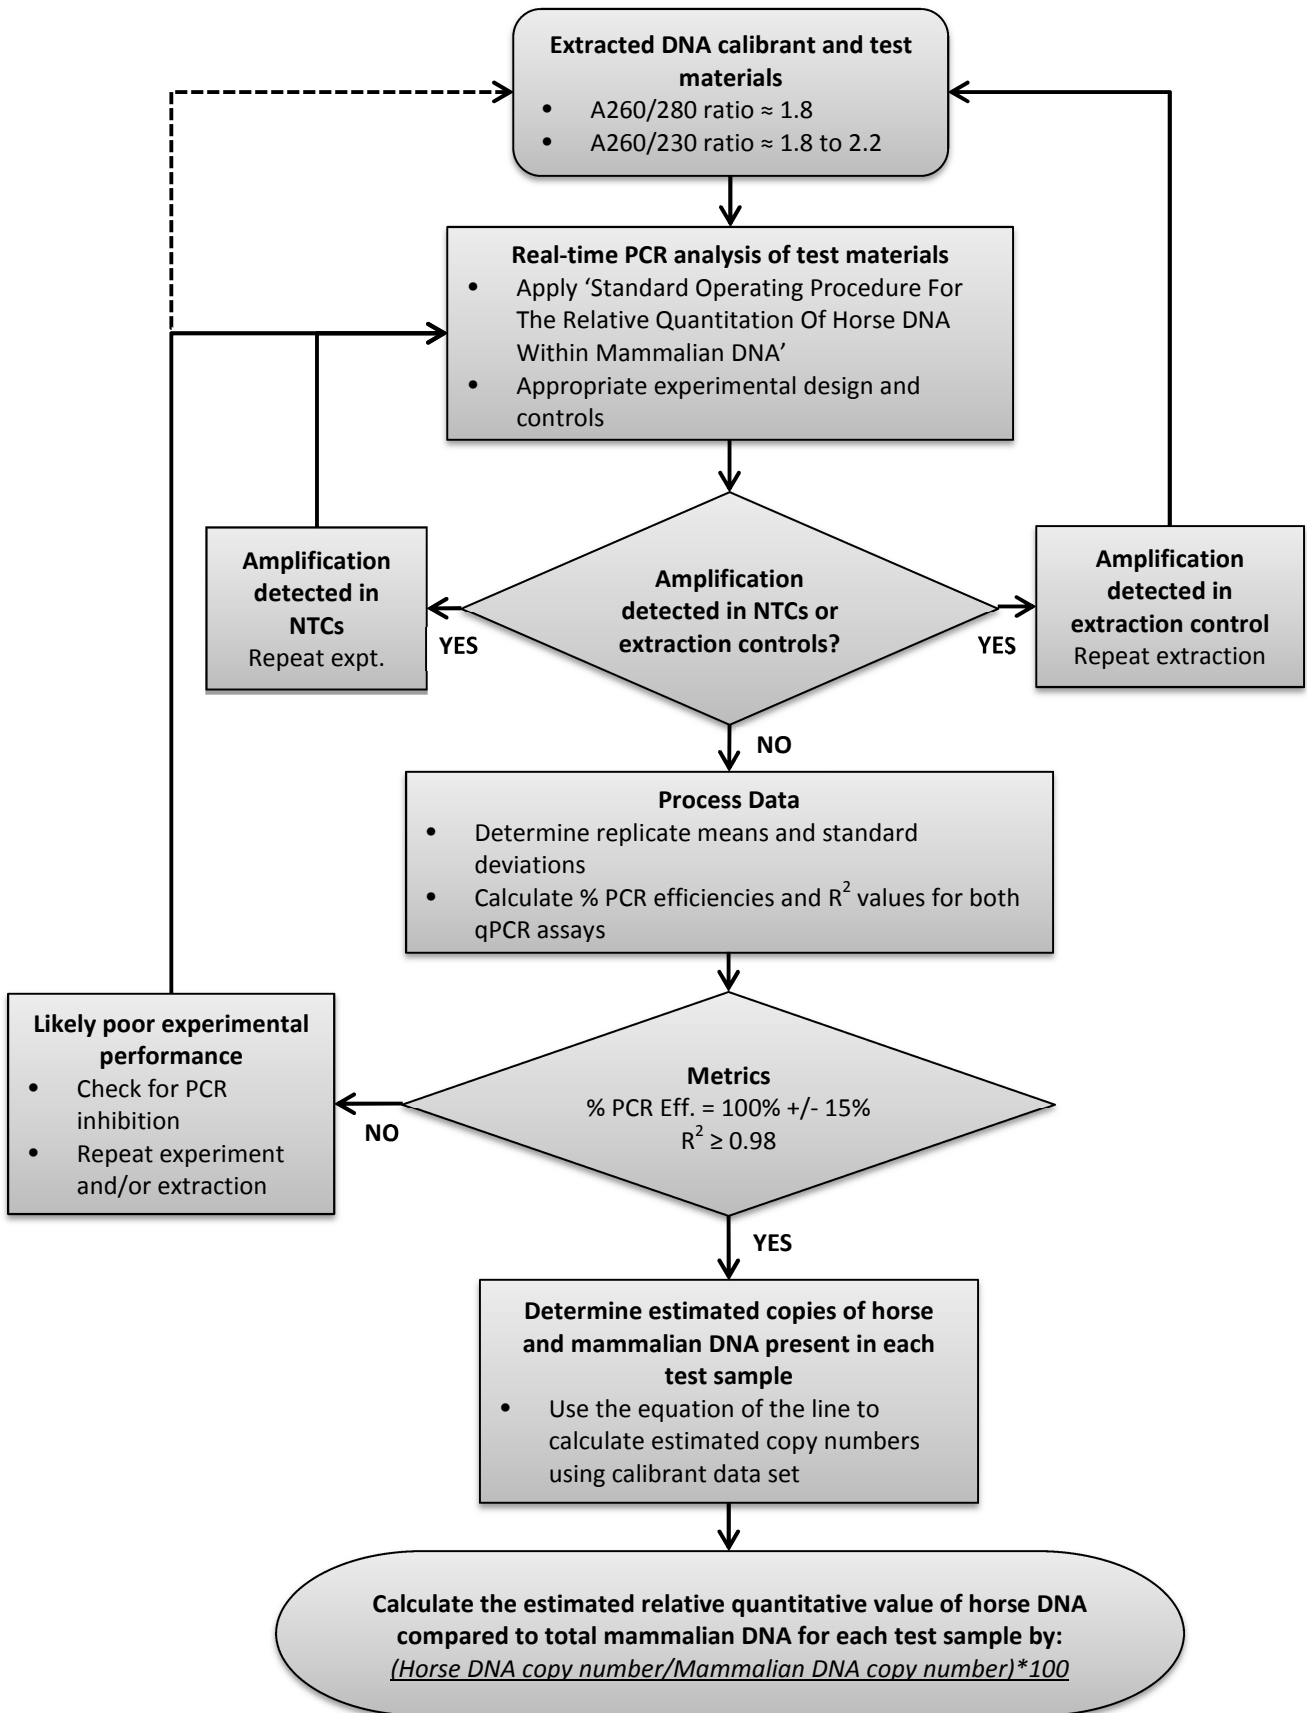 Extracted DNA calibrant and test
materials
• A260/280 ratio ≈ 1.8
• A260/230 ratio ≈ 1.8 to 2.2
Real-time PCR analysis of test materials
• Apply ‘Standard Operating Procedure For
The Relative Quantitation Of Horse DNA
Within Mammalian DNA’
• Appropriate experimental design and
controls
Amplification
detected in
NTCs
Repeat expt.
YES
Amplification
detected in NTCs or
extraction controls?
YES
Amplification
detected in
extraction control
Repeat extraction
NO
Process Data
• Determine replicate means and standard
deviations
• Calculate % PCR efficiencies and R² values for both
qPCR assays
Likely poor experimental
performance
• Check for PCR
inhibition
• Repeat experiment
and/or extraction
NO
Metrics
% PCR Eff. = 100% +/- 15%
R² ≥ 0.98
YES
Determine estimated copies of horse
and mammalian DNA present in each
test sample
• Use the equation of the line to
calculate estimated copy numbers
using calibrant data set
Calculate the estimated relative quantitative value of horse DNA
compared to total mammalian DNA for each test sample by:
(Horse DNA copy number/Mammalian DNA copy number)*100